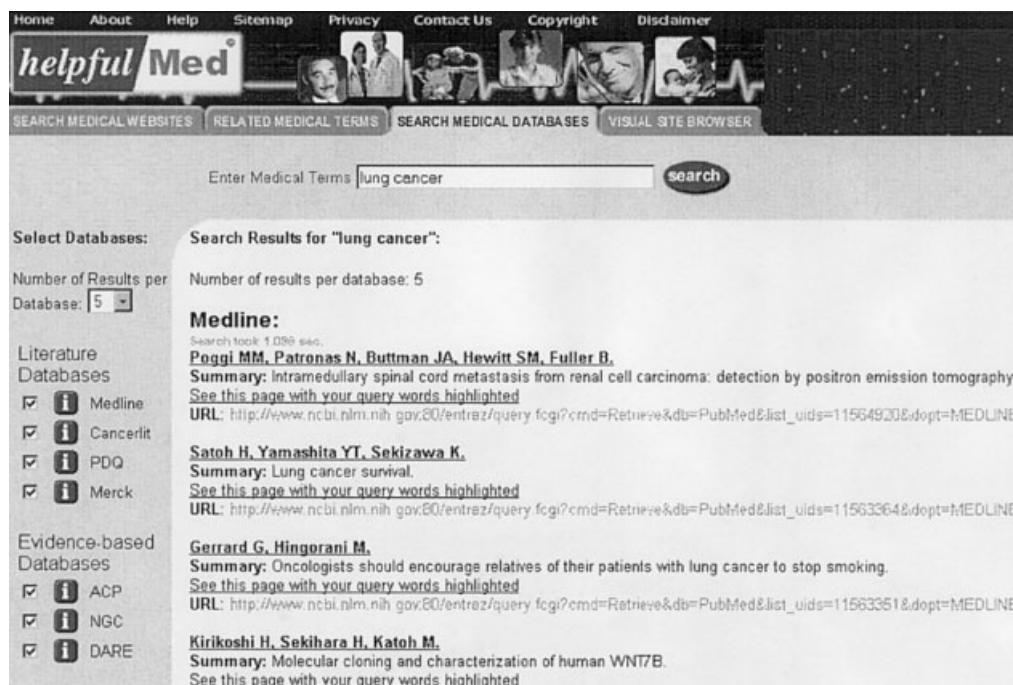 Home About Help Sitemap Privacy Contact Us Copyright Disclaimer
helpful Med
SEARCH MEDICAL WEBSITES RELATED MEDICAL TERMS SEARCH MEDICAL DATABASES VISUAL SITE BROWSER
Enter Medical Terms lung cancer search
Select Databases:
Number of Results per
Database: 5
Literature
Databases
Medline
Cancerlit
PDQ
Merck
Evidence-based
Databases
ACP
NGC
DARE
Search Results for "lung cancer":
Number of results per database: 5
Medline:
Search took 1.096 sec.
Poggi MM, Patronas N, Buttman JA, Hewitt SM, Fuller B.
Summary: Intramedullary spinal cord metastasis from renal cell carcinoma: detection by positron emission tomography
See this page with your query words highlighted
URL: http://www.ncbi.nlm.nih.gov:80/entrez/query.fcgi?cmd=Retrieve&db=PubMed&list_uids=11564920&dopt=MEDLINE
Satoh H, Yamashita YT, Sekizawa K.
Summary: Lung cancer survival.
See this page with your query words highlighted
URL: http://www.ncbi.nlm.nih.gov:80/entrez/query.fcgi?cmd=Retrieve&db=PubMed&list_uids=11563364&dopt=MEDLINE
Gerrard G, Hingorani M.
Summary: Oncologists should encourage relatives of their patients with lung cancer to stop smoking.
See this page with your query words highlighted
URL: http://www.ncbi.nlm.nih.gov:80/entrez/query.fcgi?cmd=Retrieve&db=PubMed&list_uids=11563351&dopt=MEDLINE
Kirikoshi H, Sekihara H, Katoh M.
Summary: Molecular cloning and characterization of human WNT7B.
See this page with your query words highlighted